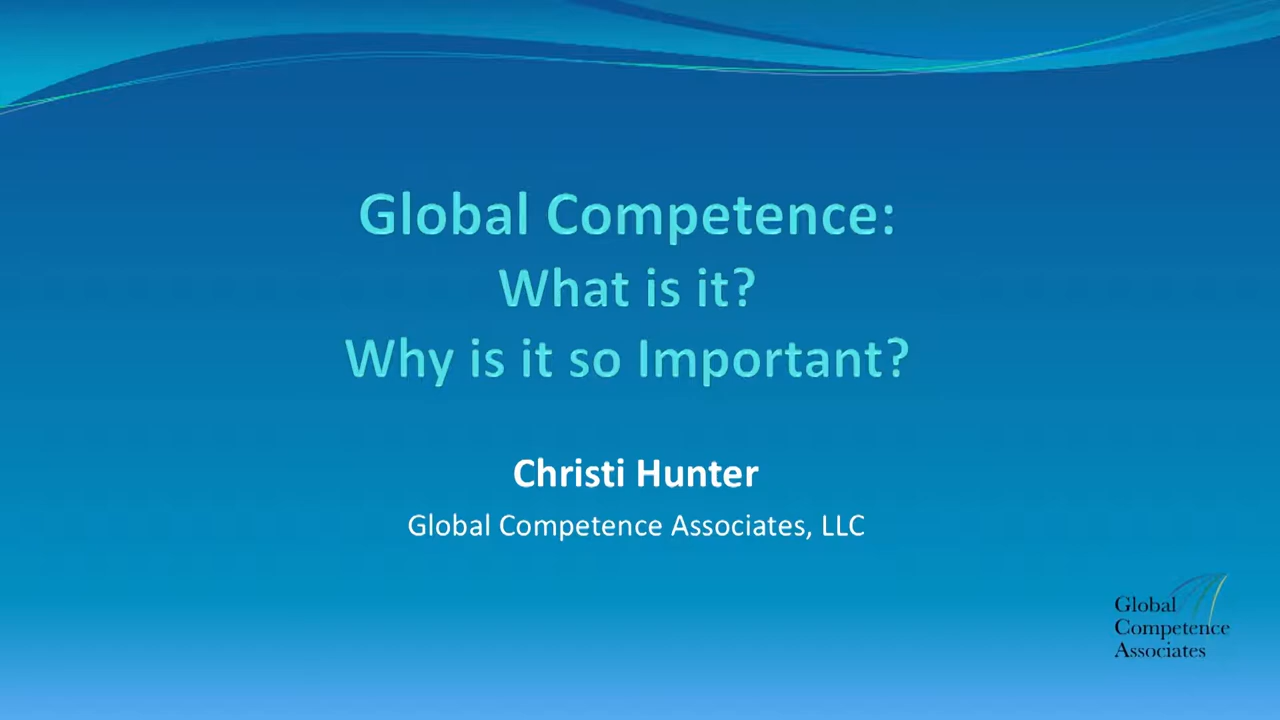 Global Competence:
What is it?
Why is it so Important?
Christi Hunter
Global Competence Associates, LLC
Global
Competence
Associates